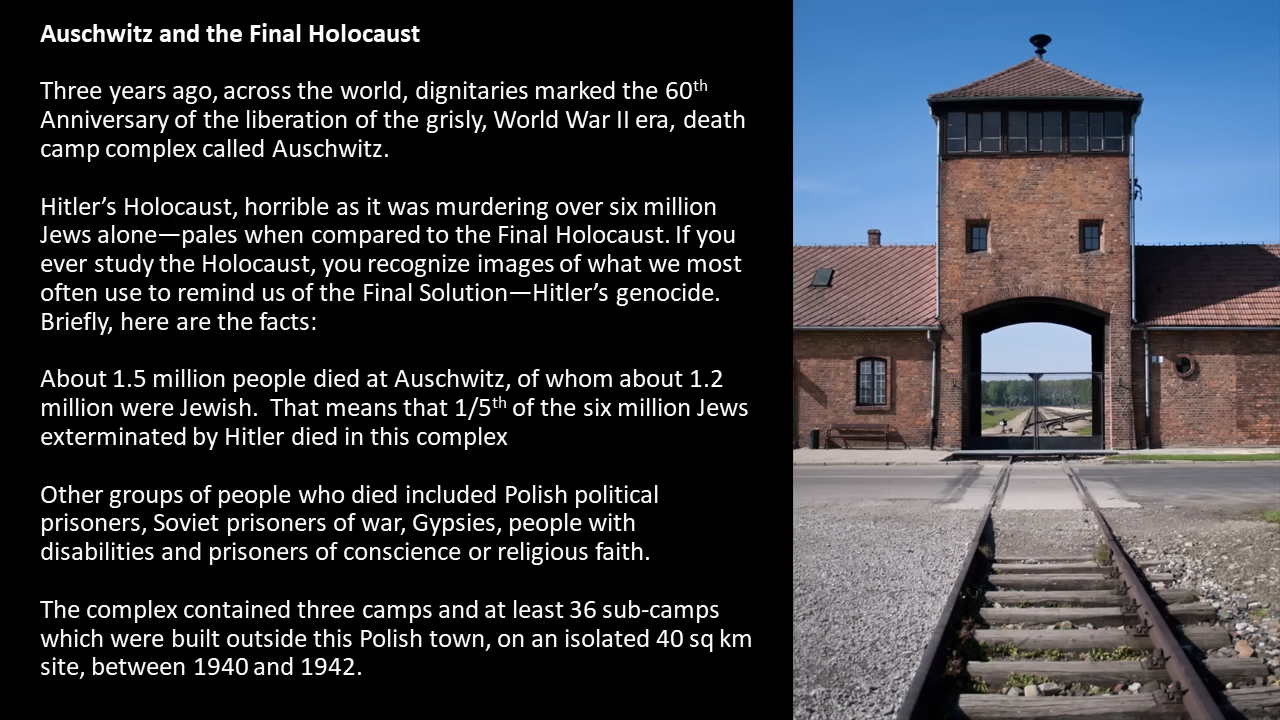 Auschwitz and the Final Holocaust
Three years ago, across the world, dignitaries marked the 60th
Anniversary of the liberation of the grisly, World War II era, death
camp complex called Auschwitz.
Hitler’s Holocaust, horrible as it was murdering over six million
Jews alone—pales when compared to the Final Holocaust. If you
ever study the Holocaust, you recognize images of what we most
often use to remind us of the Final Solution—Hitler’s genocide.
Briefly, here are the facts:
About 1.5 million people died at Auschwitz, of whom about 1.2
million were Jewish.  That means that 1/5th of the six million Jews
exterminated by Hitler died in this complex
Other groups of people who died included Polish political
prisoners, Soviet prisoners of war, Gypsies, people with
disabilities and prisoners of conscience or religious faith.
The complex contained three camps and at least 36 sub-camps
which were built outside this Polish town, on an isolated 40 sq km
site, between 1940 and 1942.